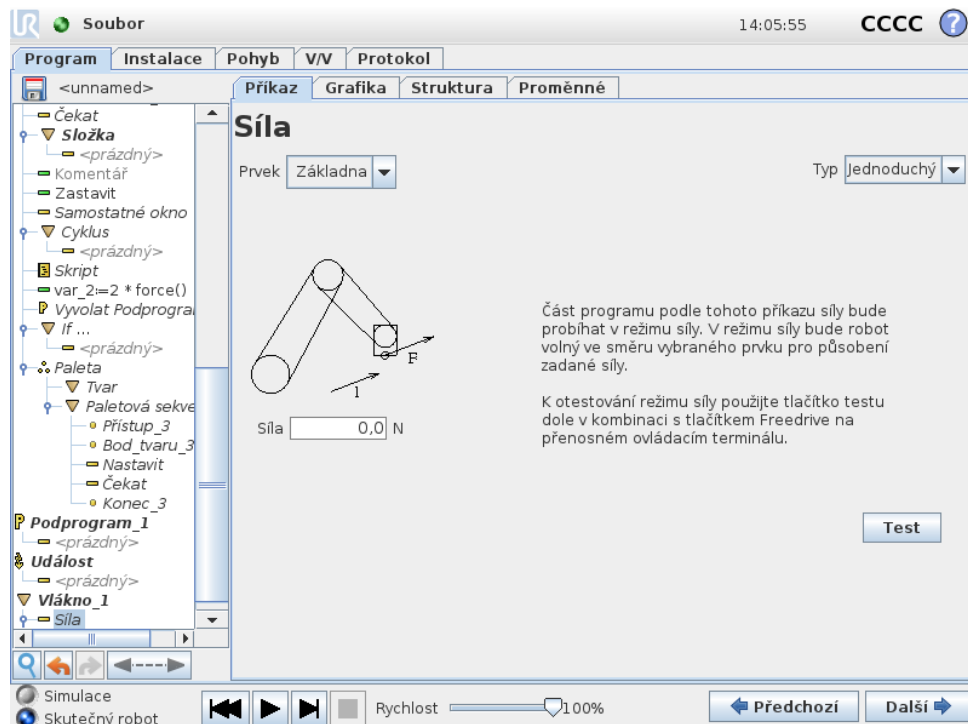 UR Soubor 14:05:55 CCCC ?
Program Instalace Pohyb V/V Protokol
<unnamed>
Příkaz Grafika Struktura Proměnné
Čekat
Složka
<prázdný>
Komentář
Zastavit
Samostatné okno
Cyklus
<prázdný>
Skript
var_2:=2 * force()
P Vyvolat Podprogra
If ...
<prázdný>
Paleta
Tvar
Paletová sekve
Přístup_3
Bod_tvaru_3
Nastavit
Čekat
Konec_3
P Podprogram_1
<prázdný>
Událost
<prázdný>
Vlákno_1
Síla
Síla
Prvek Základna
Typ Jednoduchý
F
1
Síla 0,0 N
Část programu podle tohoto příkazu síly bude
probíhat v režimu síly. V režimu síly bude robot
volný ve směru vybraného prvku pro působení
zadané síly.
K otestování režimu síly použijte tlačítko testu
dole v kombinaci s tlačítkem Freedrive na
přenosném ovládacím terminálu.
Test
Simulace
Skutečný robot
Rychlost 100%
Předchozí Další